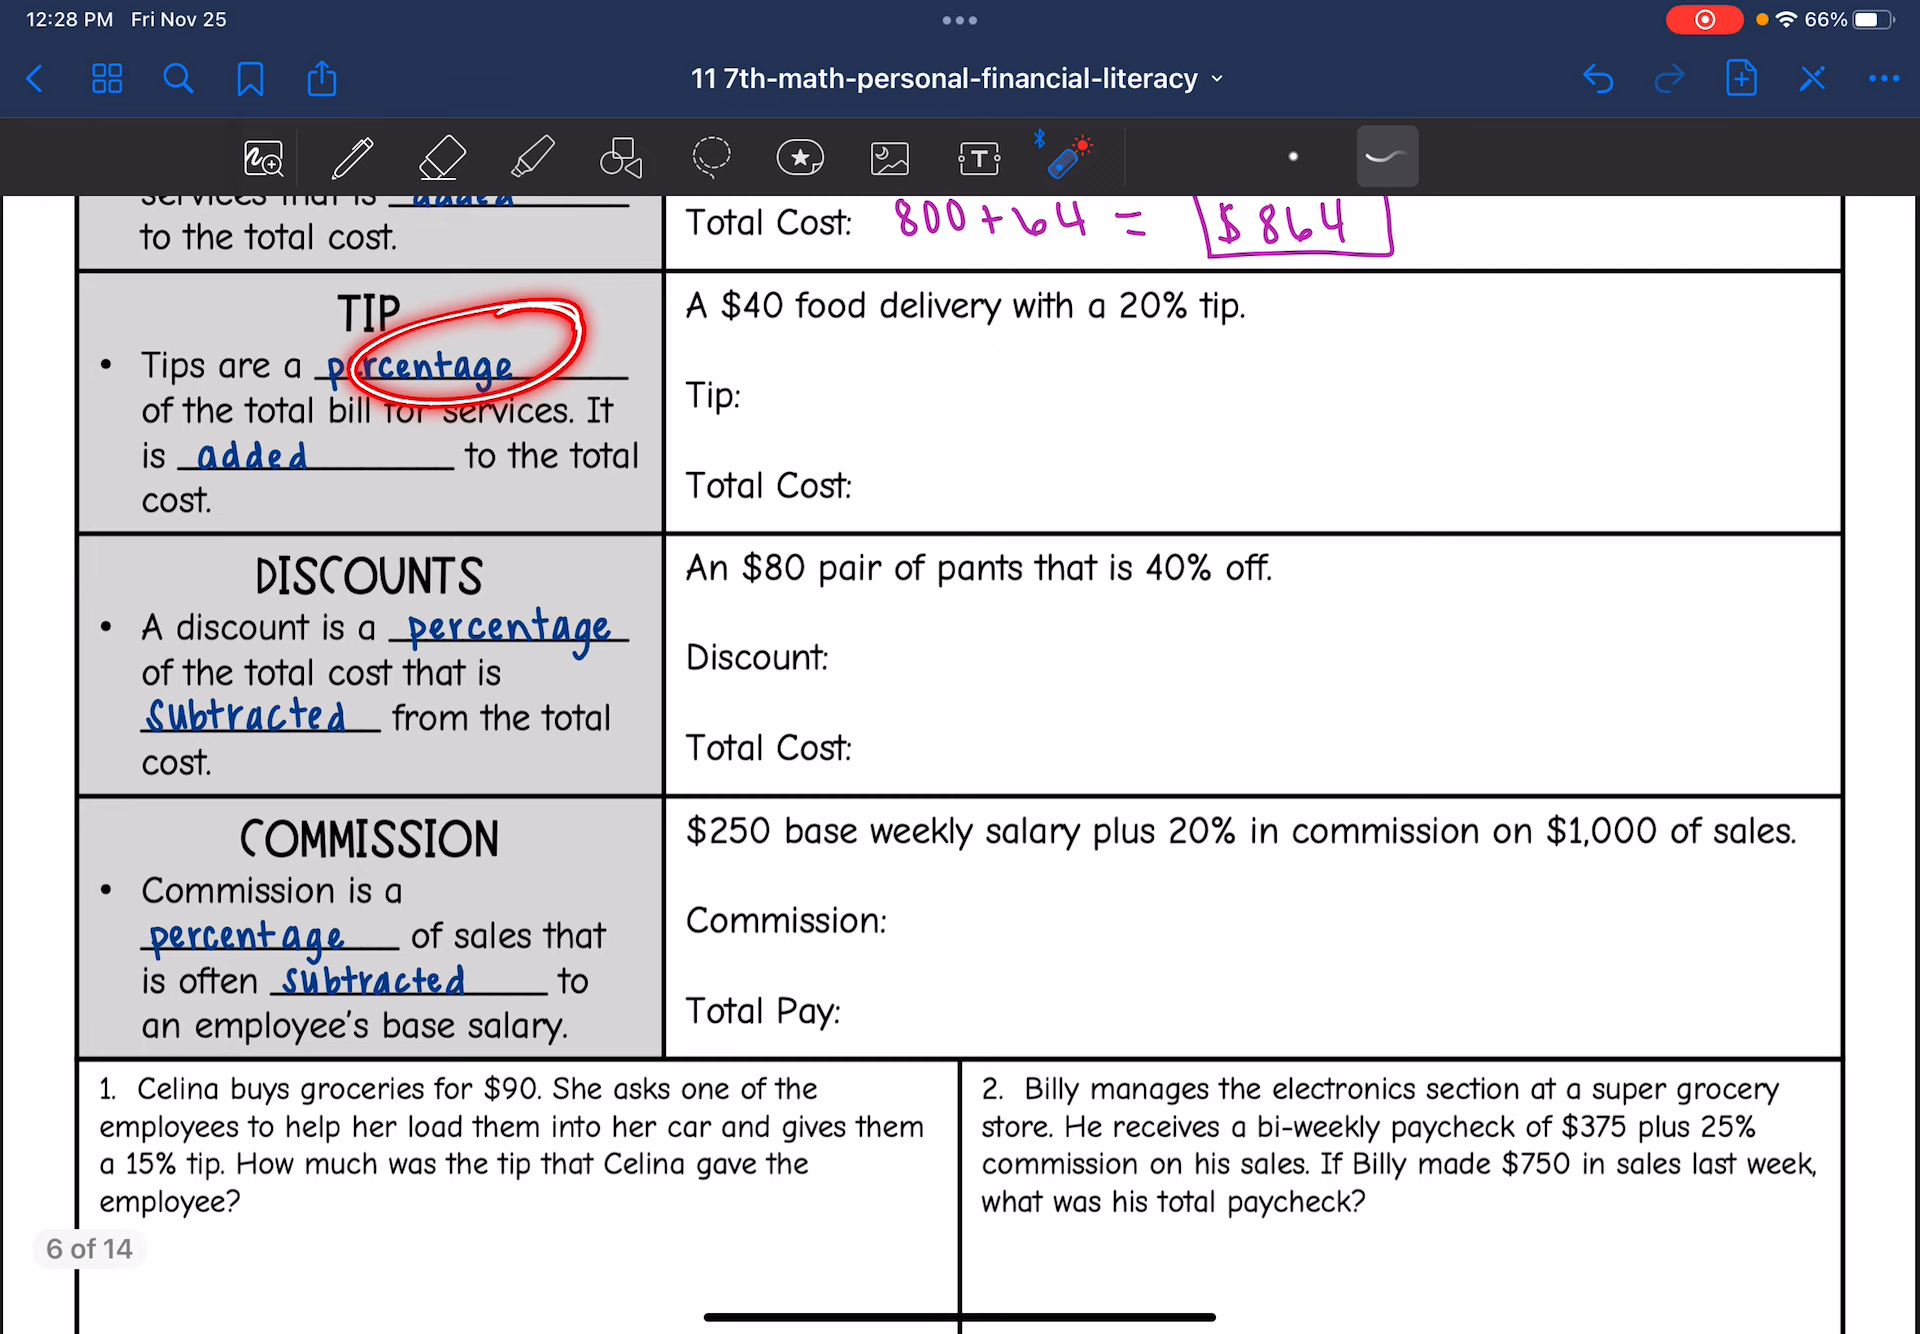 12:28 PM Fri Nov 25
66%
11 7th-math-personal-financial-literacy
T
services that is added
to the total cost.
Total Cost: 800 + 64 = $864
TIP
• Tips are a percentage
of the total bill for services. It
is added to the total
cost.
A $40 food delivery with a 20% tip.
Tip:
Total Cost:
DISCOUNTS
• A discount is a percentage
of the total cost that is
subtracted from the total
cost.
An $80 pair of pants that is 40% off.
Discount:
Total Cost:
COMMISSION
• Commission is a
percentage of sales that
is often subtracted to
an employee's base salary.
$250 base weekly salary plus 20% in commission on $1,000 of sales.
Commission:
Total Pay:
1. Celina buys groceries for $90. She asks one of the
employees to help her load them into her car and gives them
a 15% tip. How much was the tip that Celina gave the
employee?
2. Billy manages the electronics section at a super grocery
store. He receives a bi-weekly paycheck of $375 plus 25%
commission on his sales. If Billy made $750 in sales last week,
what was his total paycheck?
6 of 14